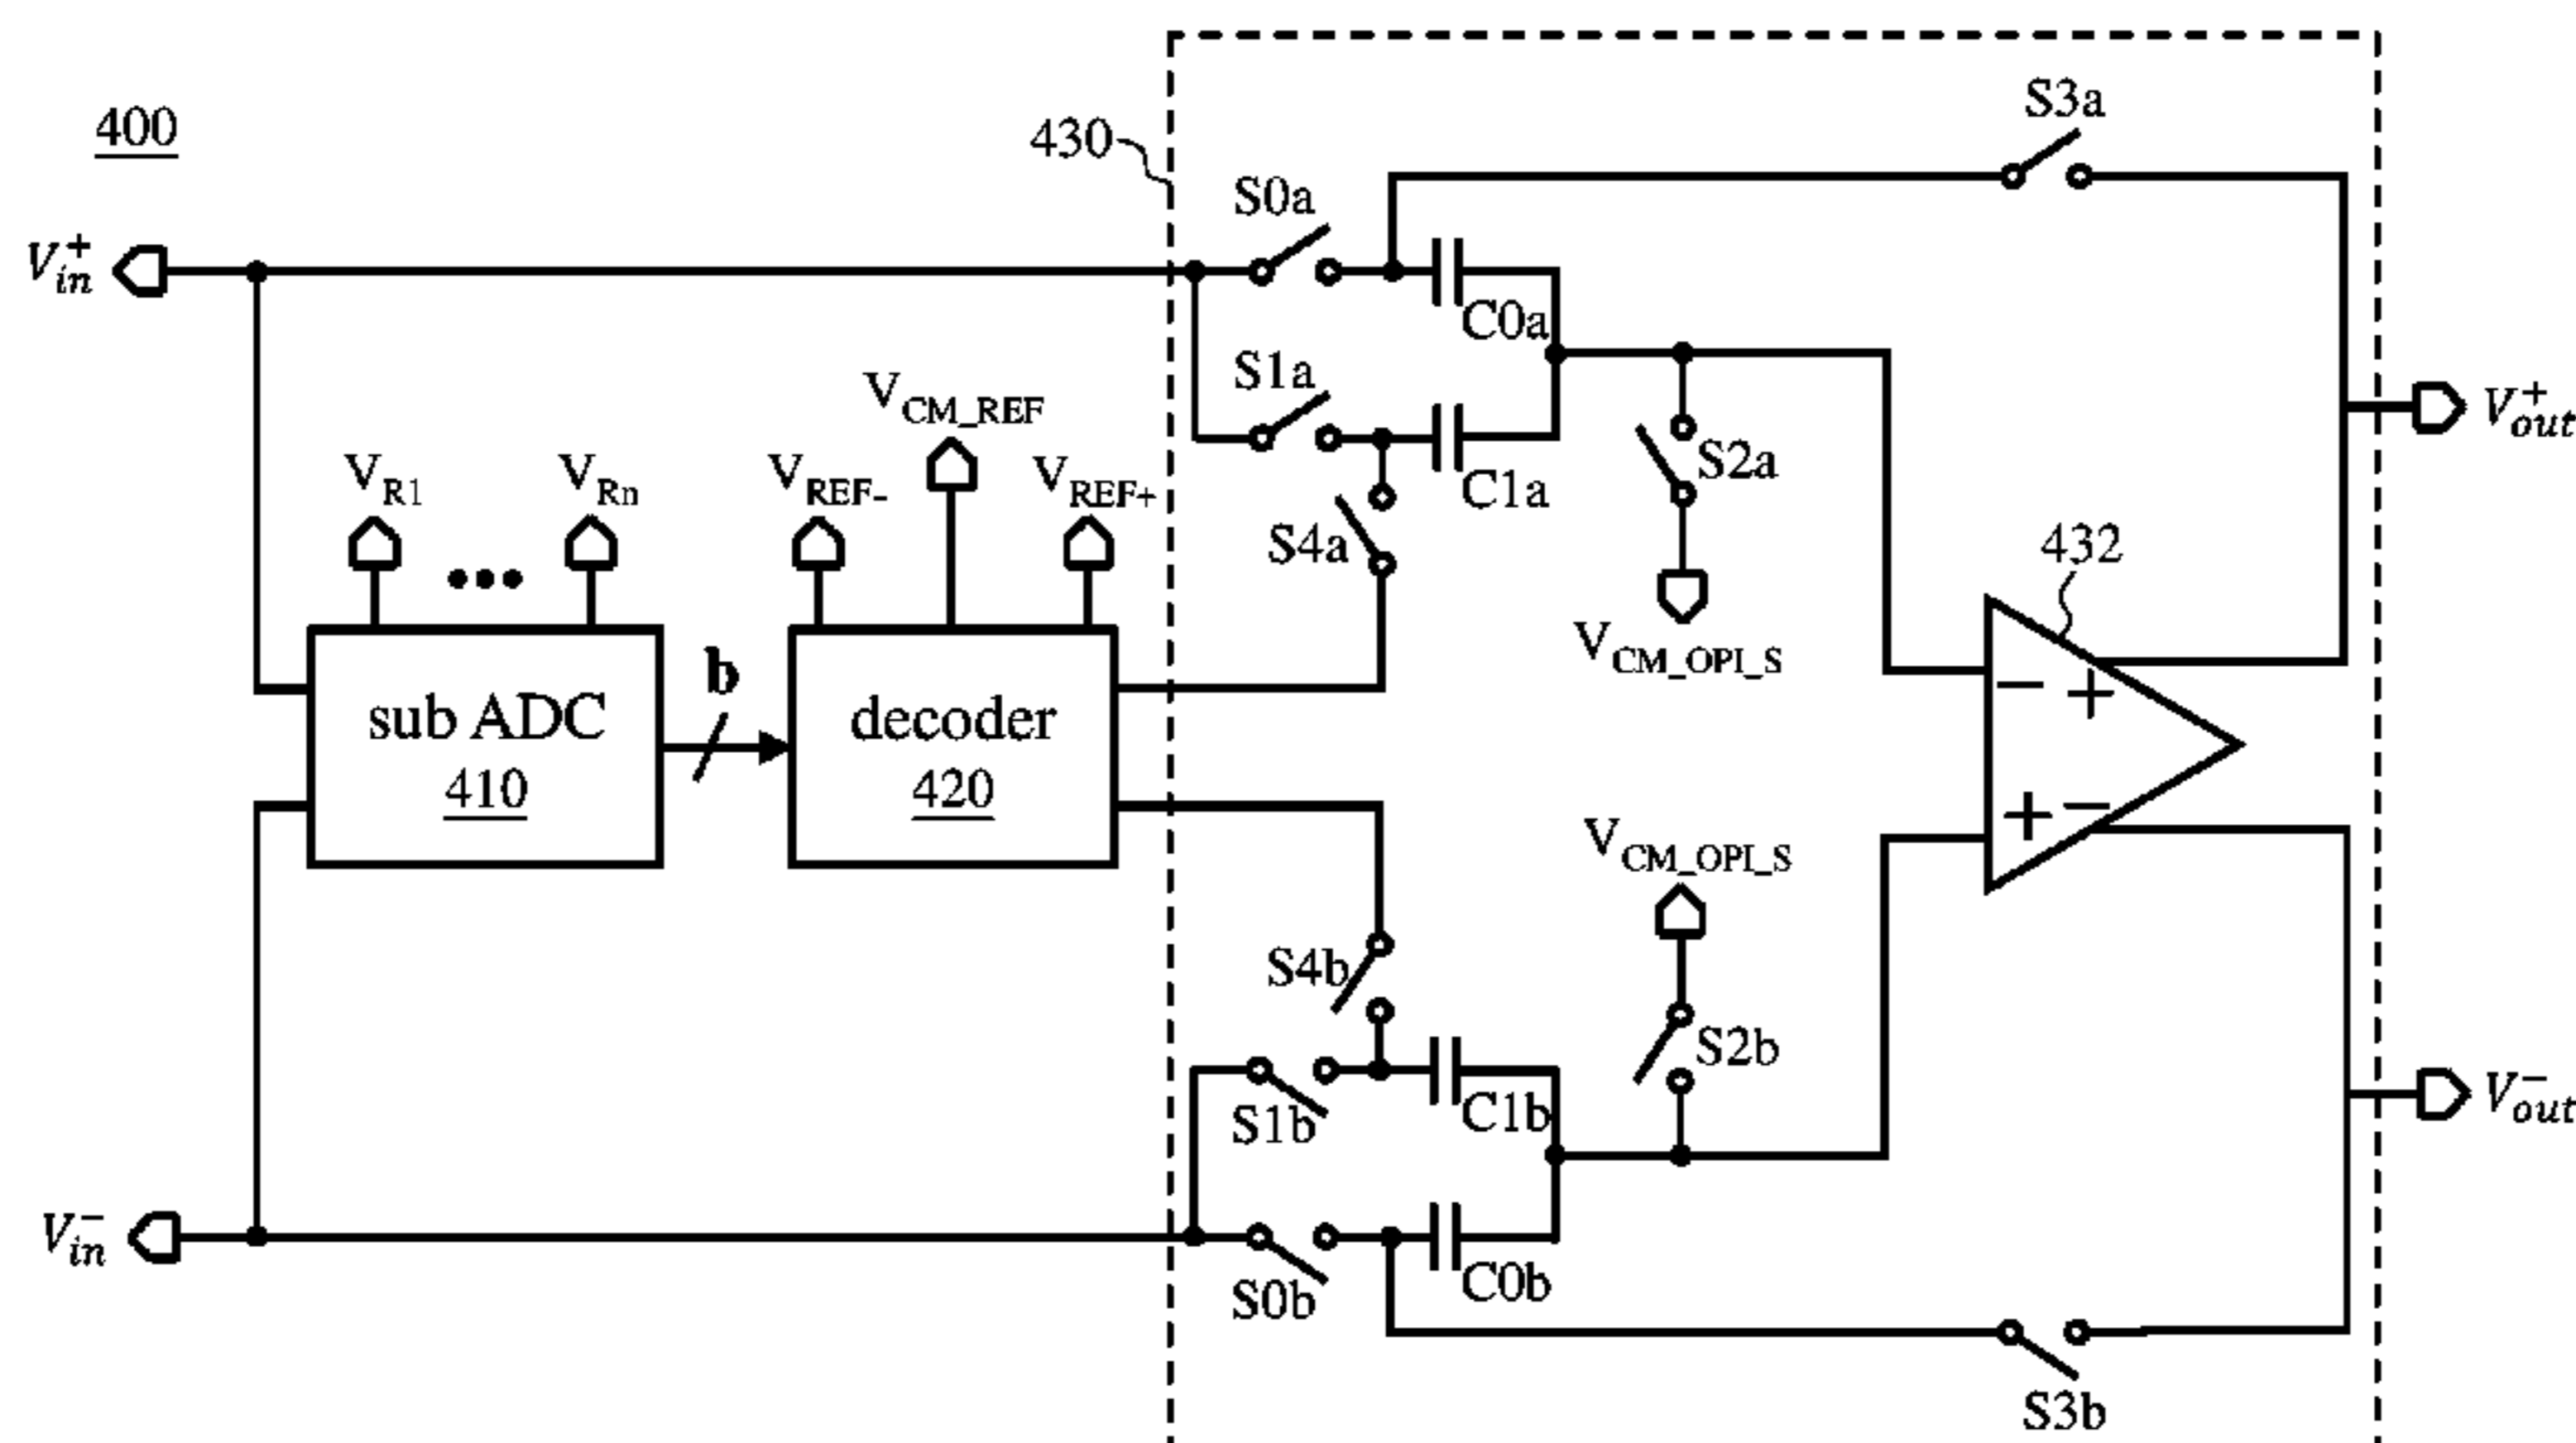 400
430
S3a
S0a
V+in
C0a
S1a
VCM_REF
V+out
VR1
VRn
VREF-
VREF+
C1a
S2a
S4a
432
VCM_OPI_S
b
sub ADC
410
decoder
420
− +
+ −
VCM_OPI_S
S4b
S2b
S1b
C1b
V−out
V−in
S0b
C0b
S3b